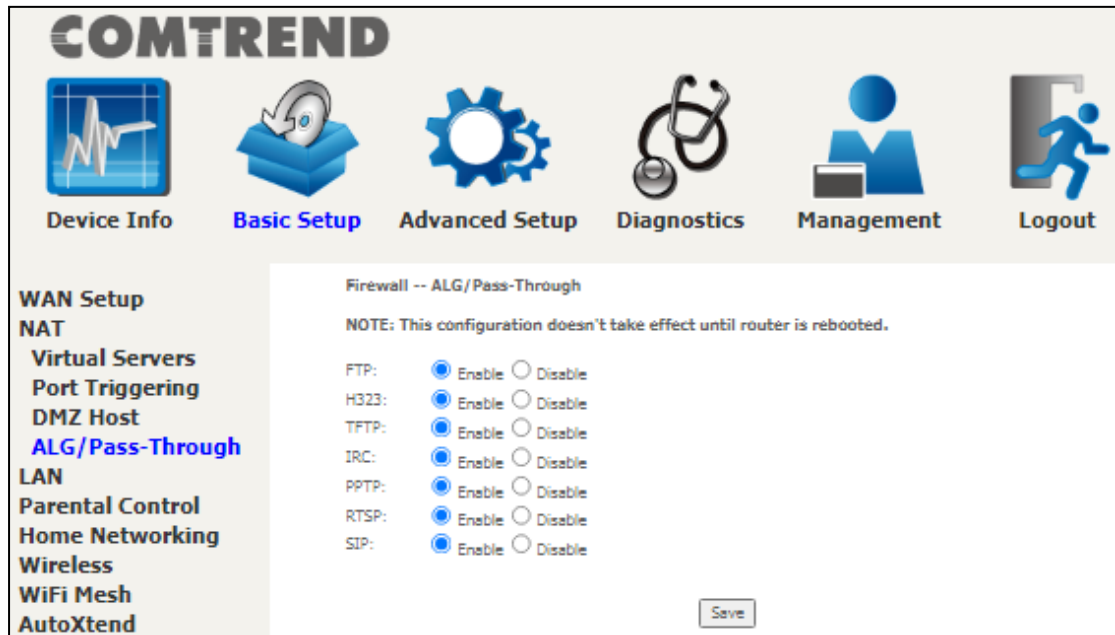 COMTREND
Device Info Basic Setup Advanced Setup Diagnostics Management Logout
WAN Setup
NAT
Virtual Servers
Port Triggering
DMZ Host
ALG/Pass-Through
LAN
Parental Control
Home Networking
Wireless
WiFi Mesh
AutoXtend
Firewall -- ALG/Pass-Through
NOTE: This configuration doesn't take effect until router is rebooted.
FTP: Enable Disable
H323: Enable Disable
TFTP: Enable Disable
IRC: Enable Disable
PPTP: Enable Disable
RTSP: Enable Disable
SIP: Enable Disable
Save